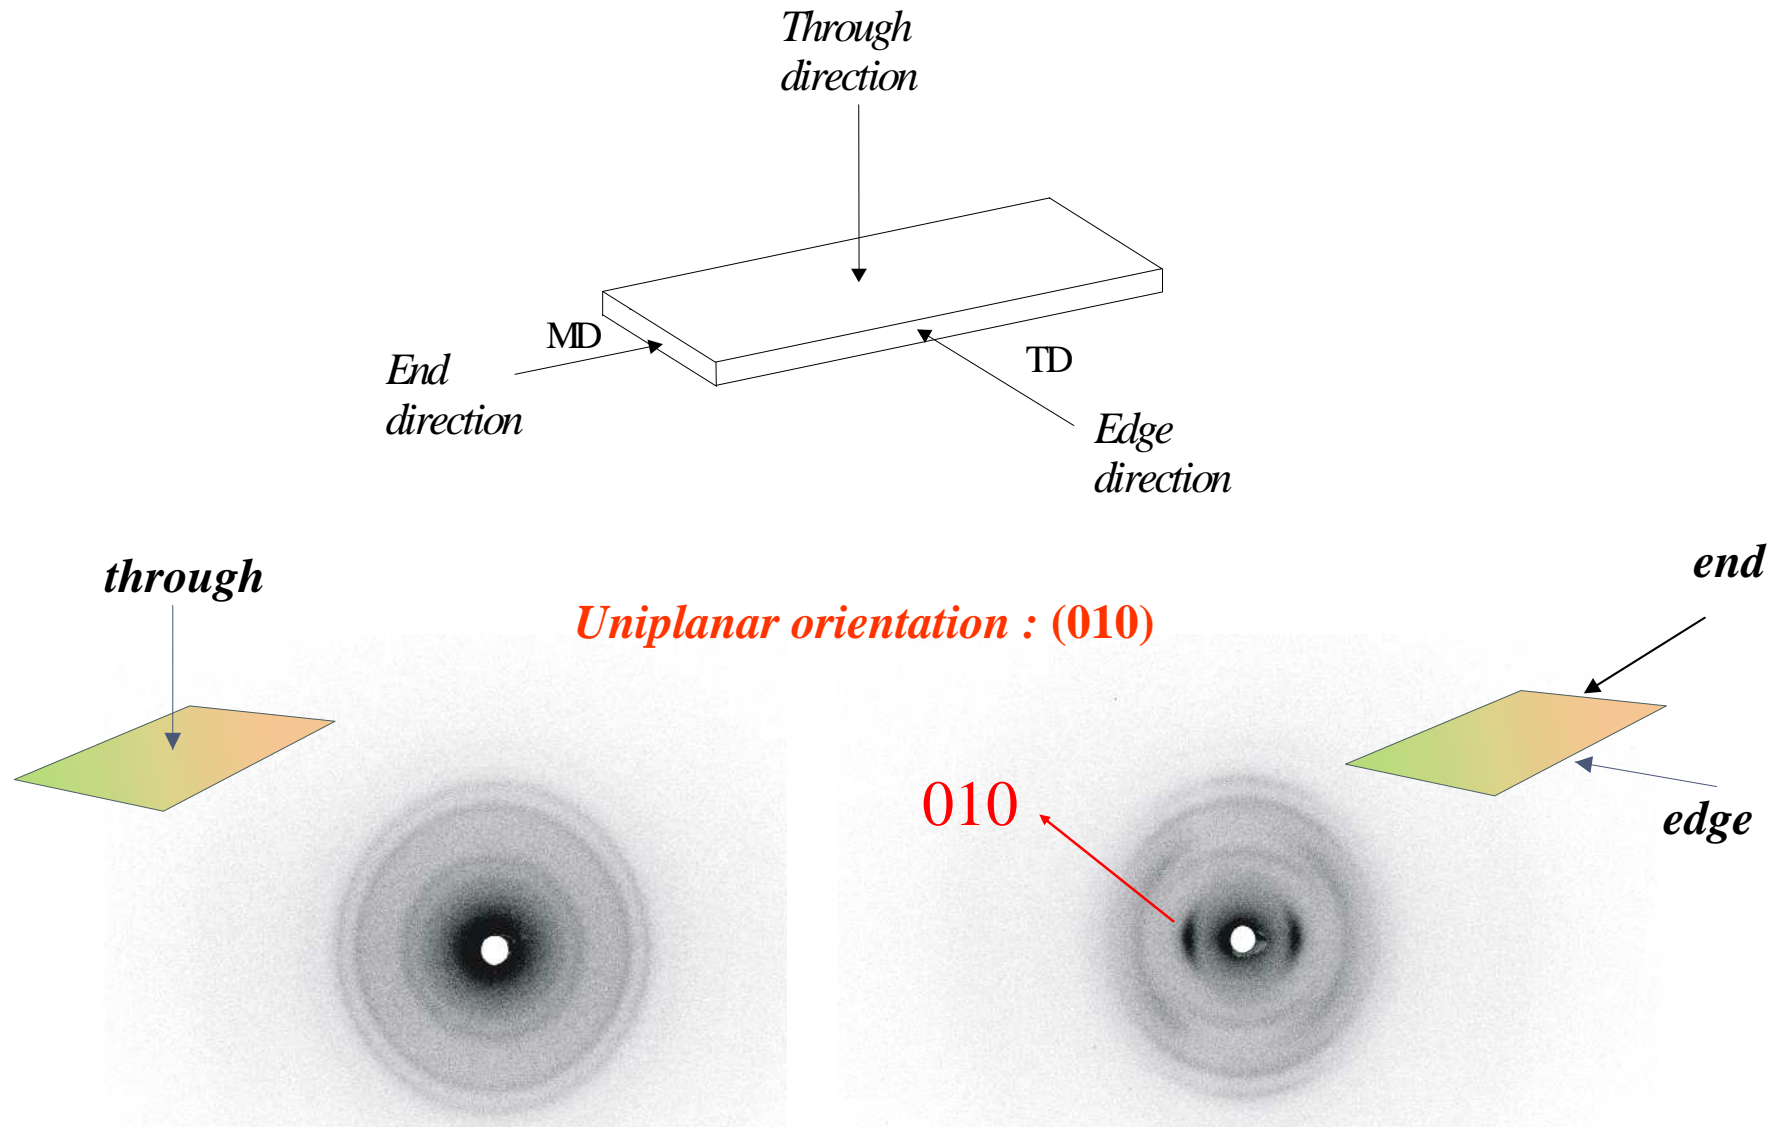 Through
direction
MD
End
direction
TD
Edge
direction
through
end
Uniplanar orientation : (010)
010
edge